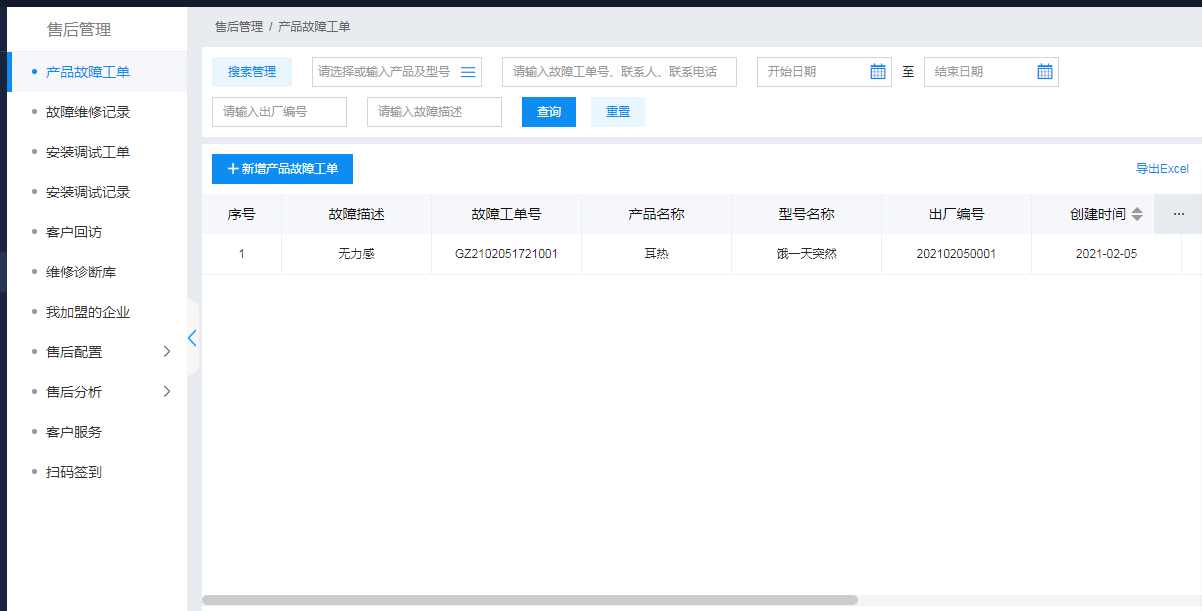 售后管理
产品故障工单
故障维修记录
安装调试工单
安装调试记录
客户回访
维修诊断库
我加盟的企业
售后配置
售后分析
客户服务
扫码签到
售后管理 / 产品故障工单
搜索管理 请选择或输入产品及型号 请输入故障工单号、联系人、联系电话 开始日期 至 结束日期
请输入出厂编号 请输入故障描述 查询 重置
+新增产品故障工单 导出Excel
序号 故障描述 故障工单号 产品名称 型号名称 出厂编号 创建时间 ...
1 无力感 GZ2102051721001 耳热 饿一天突然 202102050001 2021-02-05